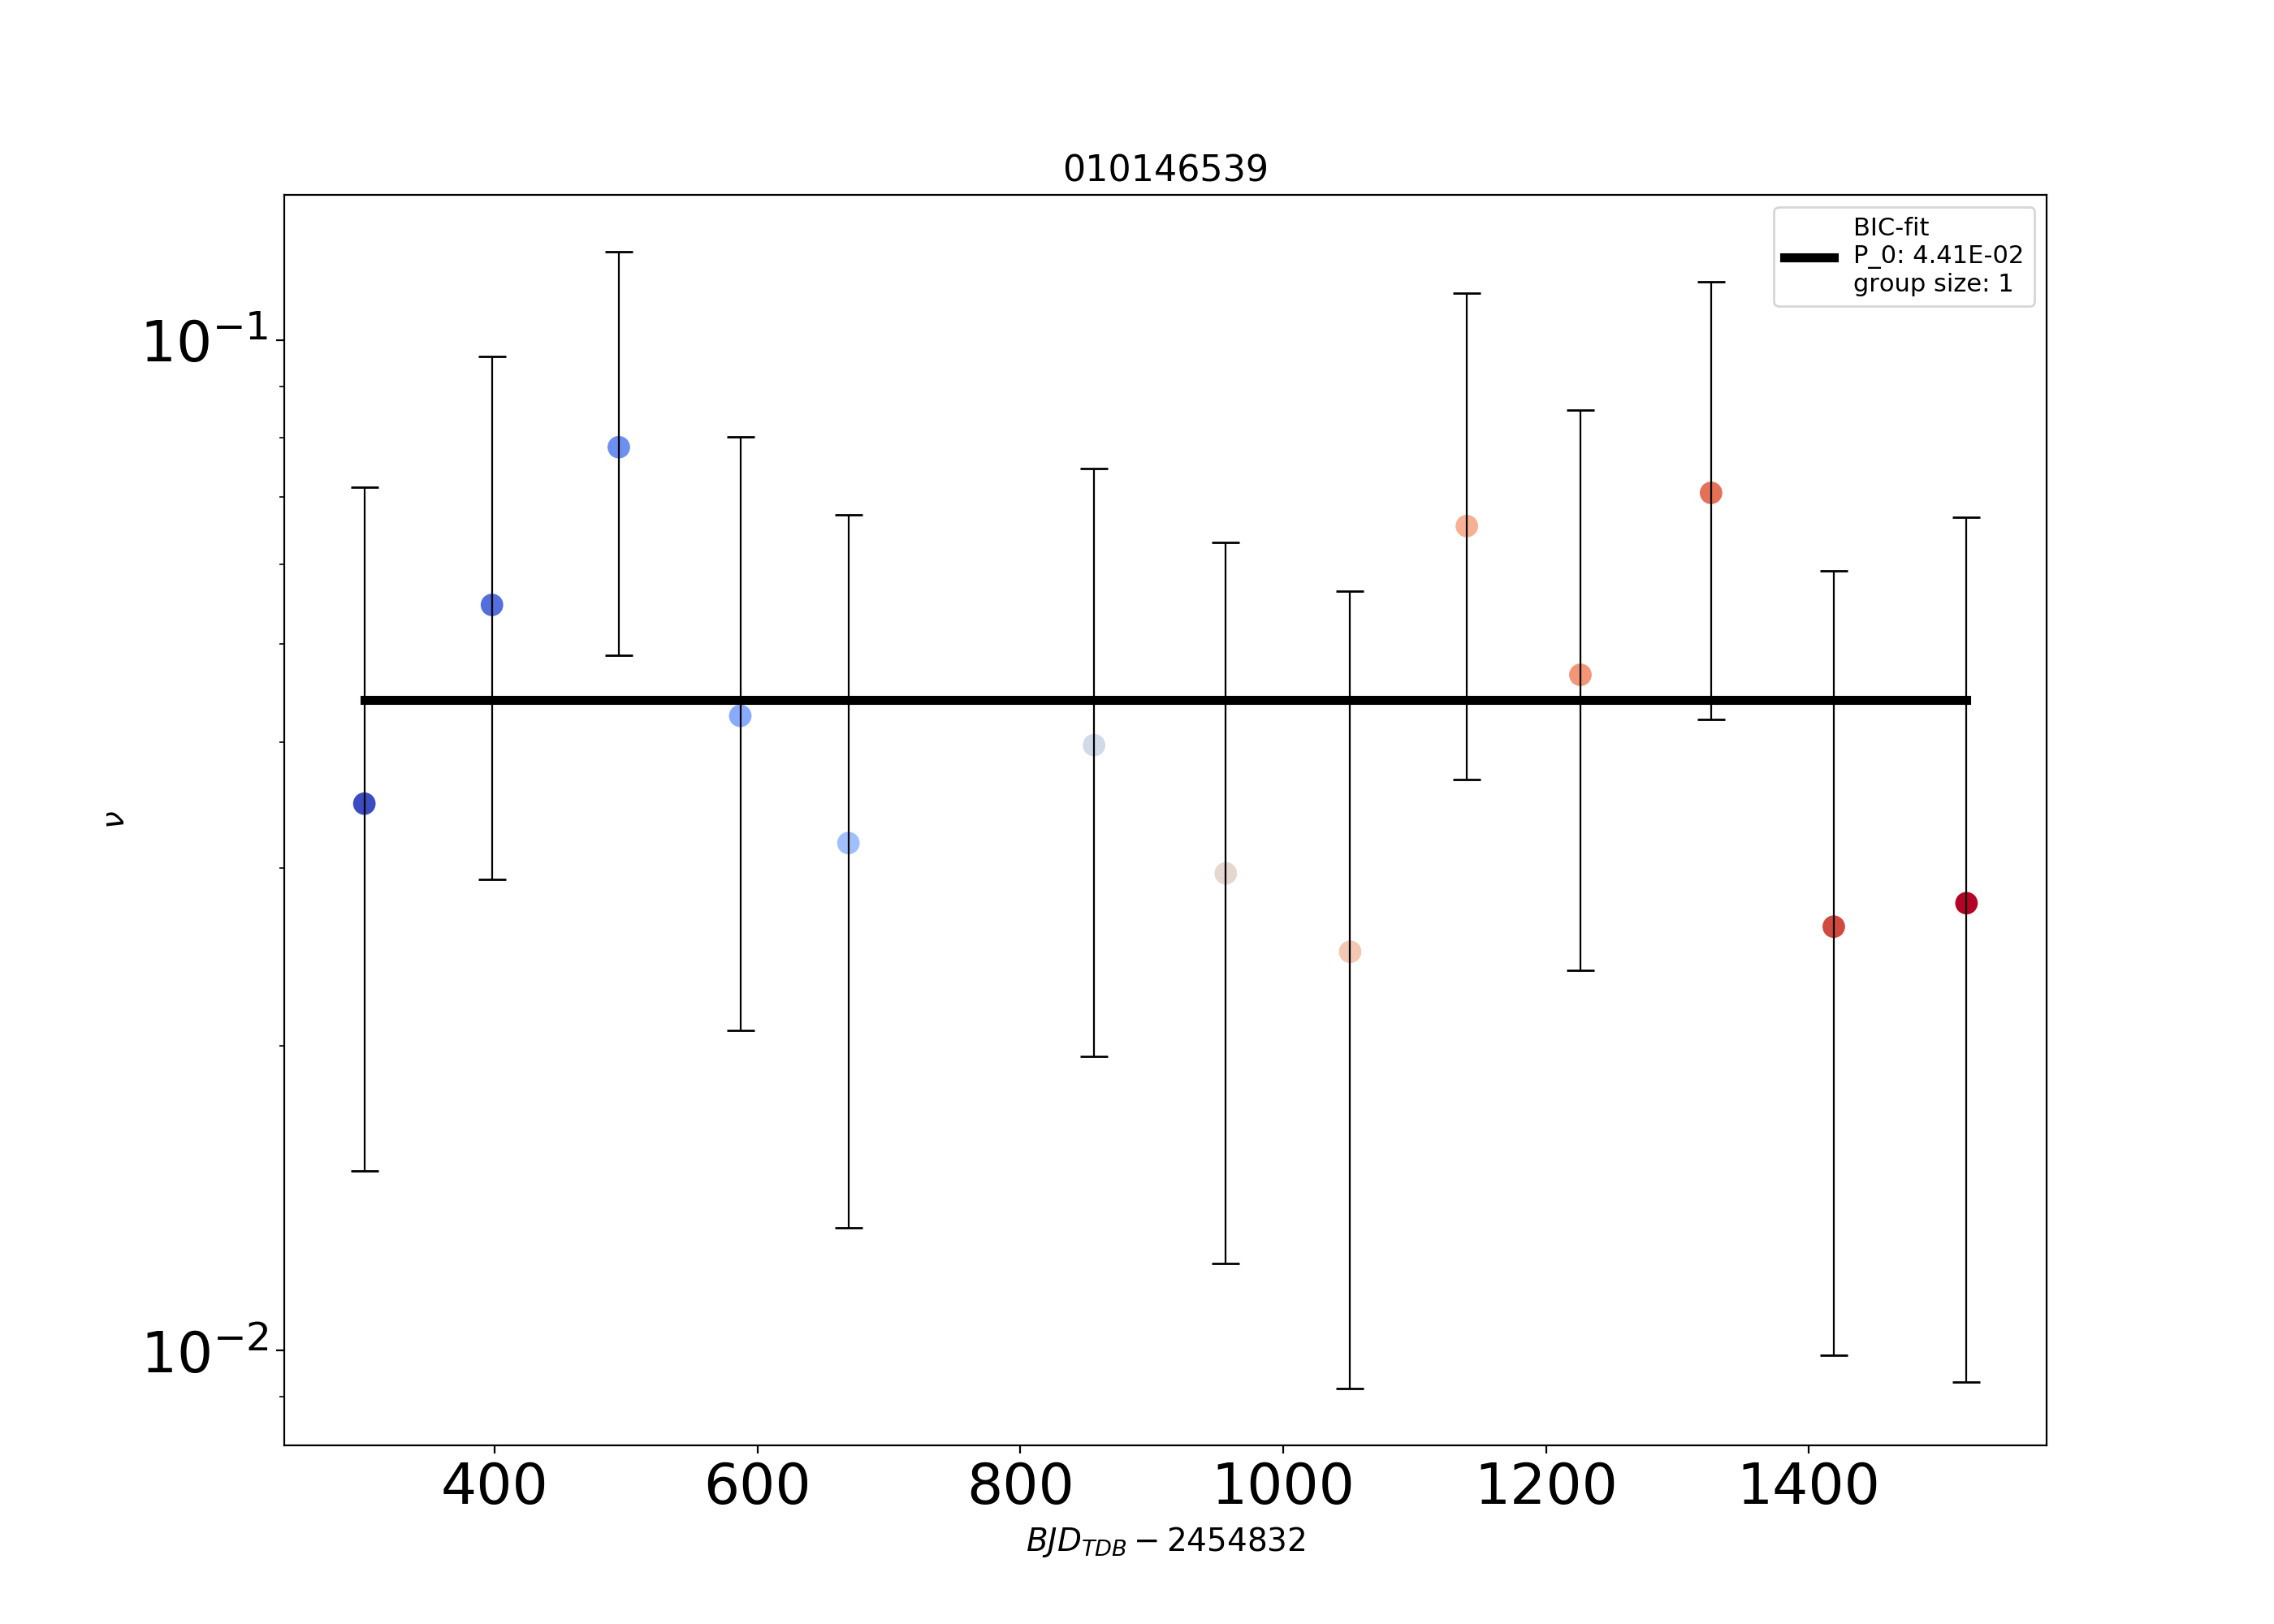 010146539
BIC-fit
P_0: 4.41E-02
group size: 1
10⁻¹
10⁻²
ν
400 600 800 1000 1200 1400
BJD_TDB − 2454832